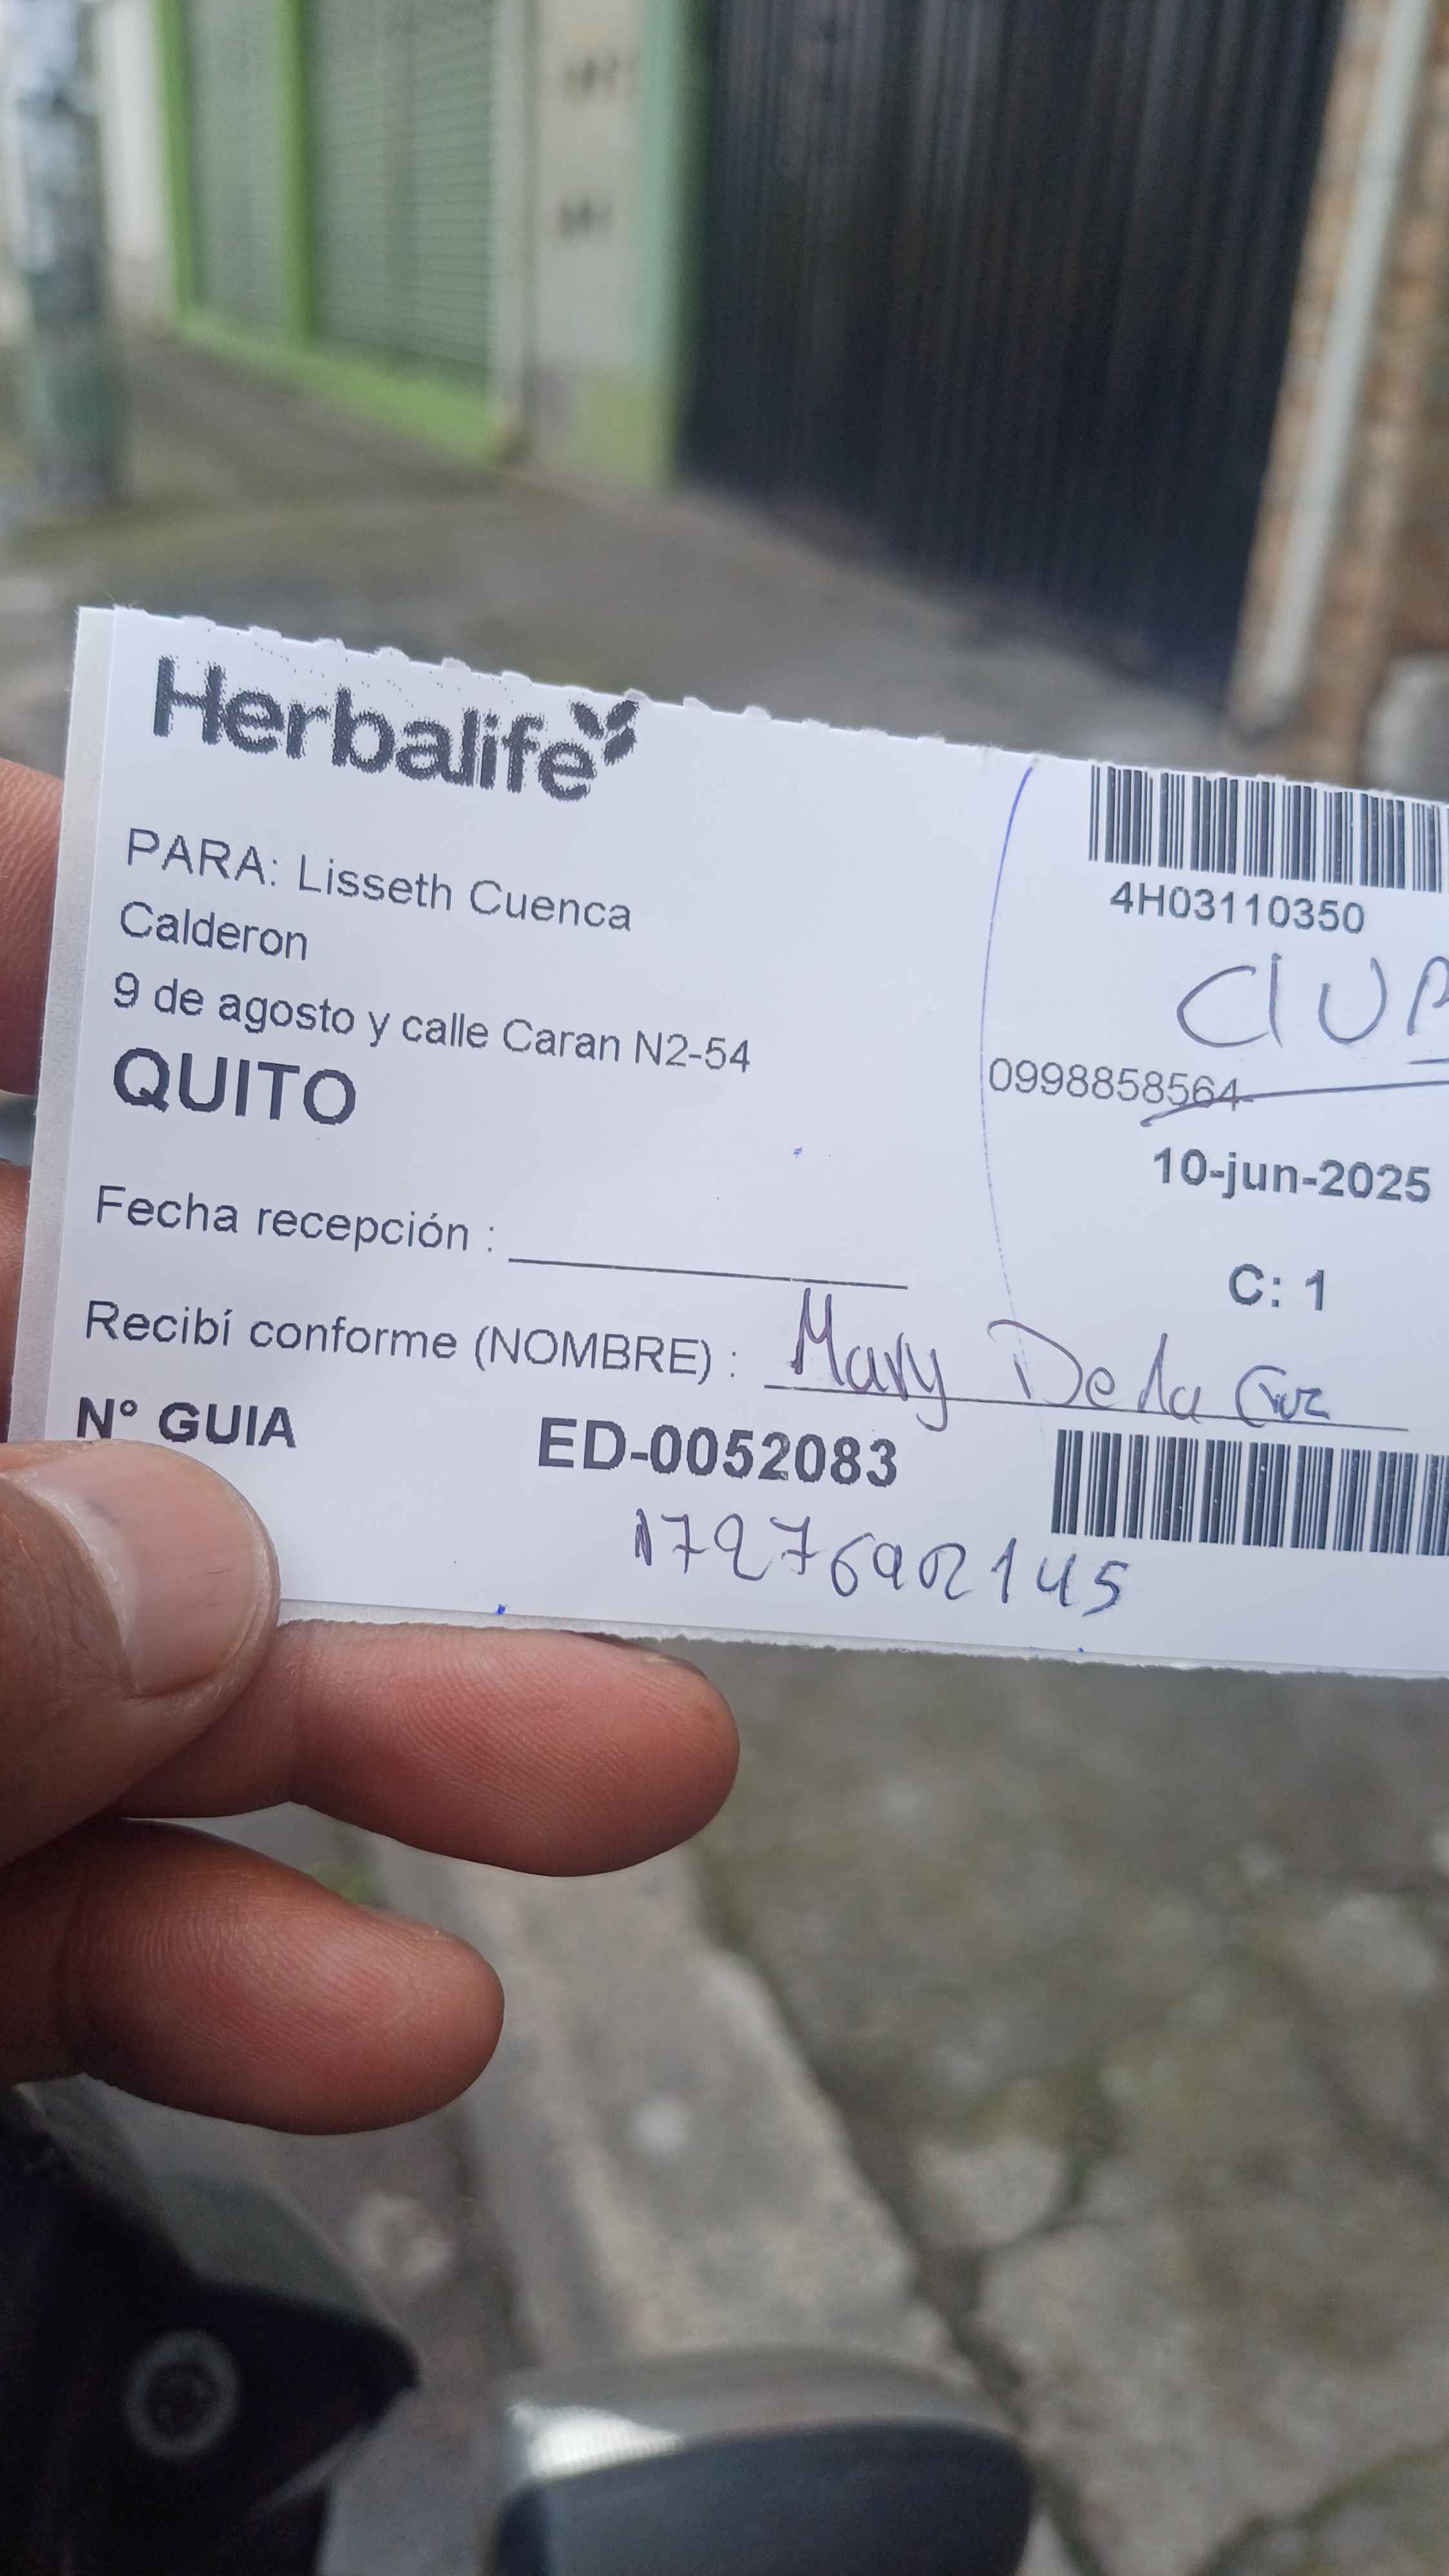 Herbalife
PARA: Lisseth Cuenca
Calderon
9 de agosto y calle Caran N2-54
QUITO
4H03110350
0998858564
10-jun-2025
C: 1
Fecha recepción :
Recibí conforme (NOMBRE) : Mary De la Cruz
N° GUIA ED-0052083